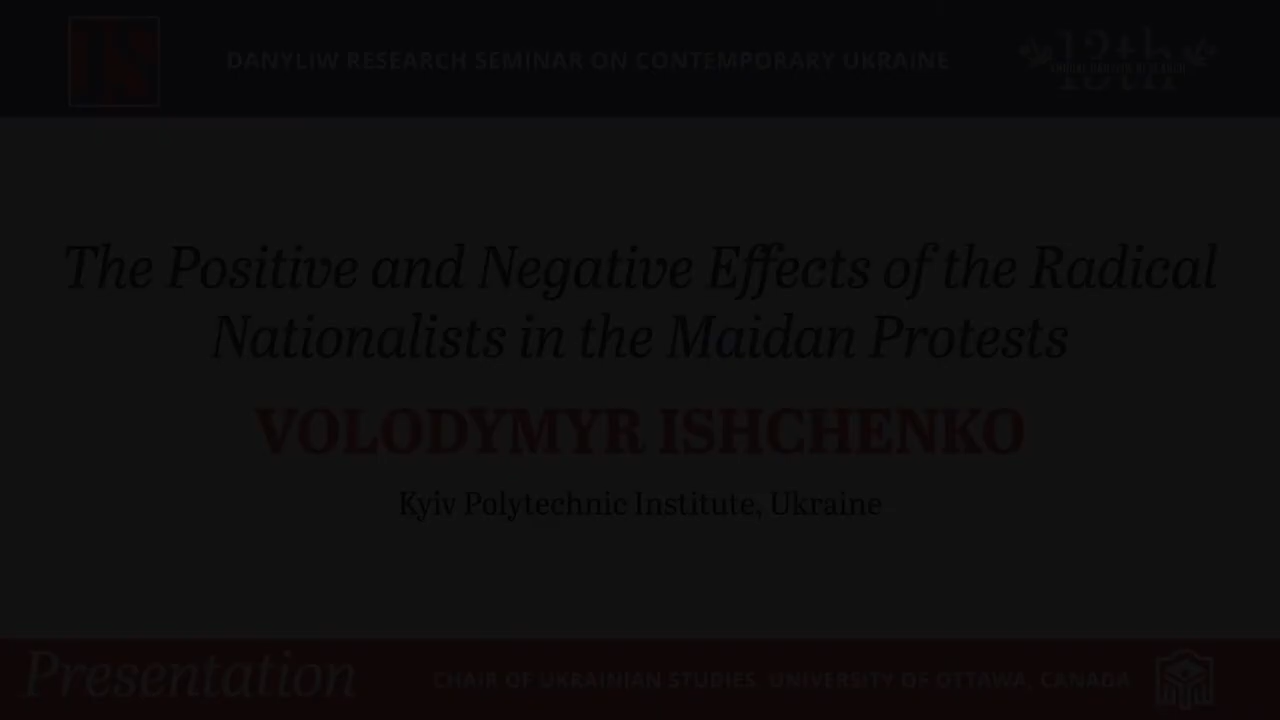 DANYLIW RESEARCH SEMINAR ON CONTEMPORARY UKRAINE
13th
The Positive and Negative Effects of the Radical
Nationalists in the Maidan Protests
VOLODYMYR ISHCHENKO
Kyiv Polytechnic Institute, Ukraine
Presentation
CHAIR OF UKRAINIAN STUDIES, UNIVERSITY OF OTTAWA, CANADA